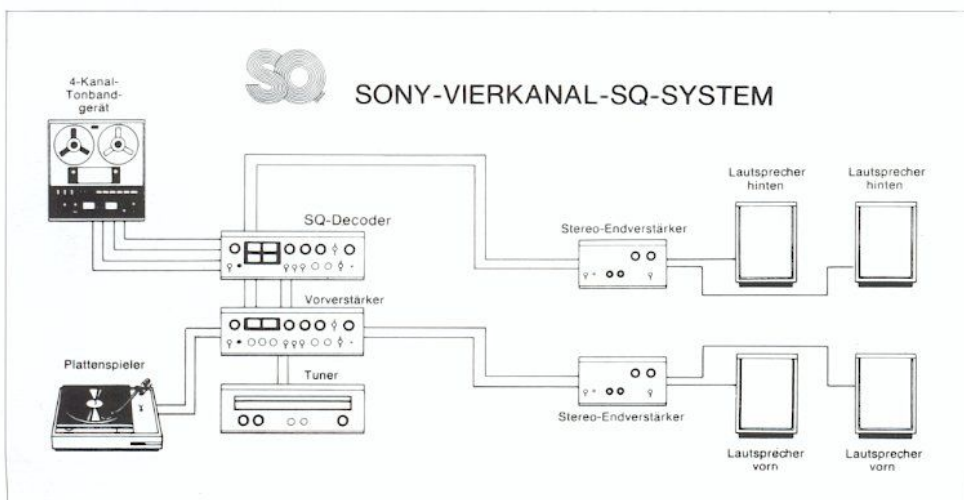 SQ
SONY-VIERKANAL-SQ-SYSTEM
4-Kanal-
Tonband-
gerät
SQ-Decoder
Vorverstärker
Plattenspieler
Tuner
Stereo-Endverstärker
Lautsprecher
hinten
Lautsprecher
hinten
Stereo-Endverstärker
Lautsprecher
vorn
Lautsprecher
vorn